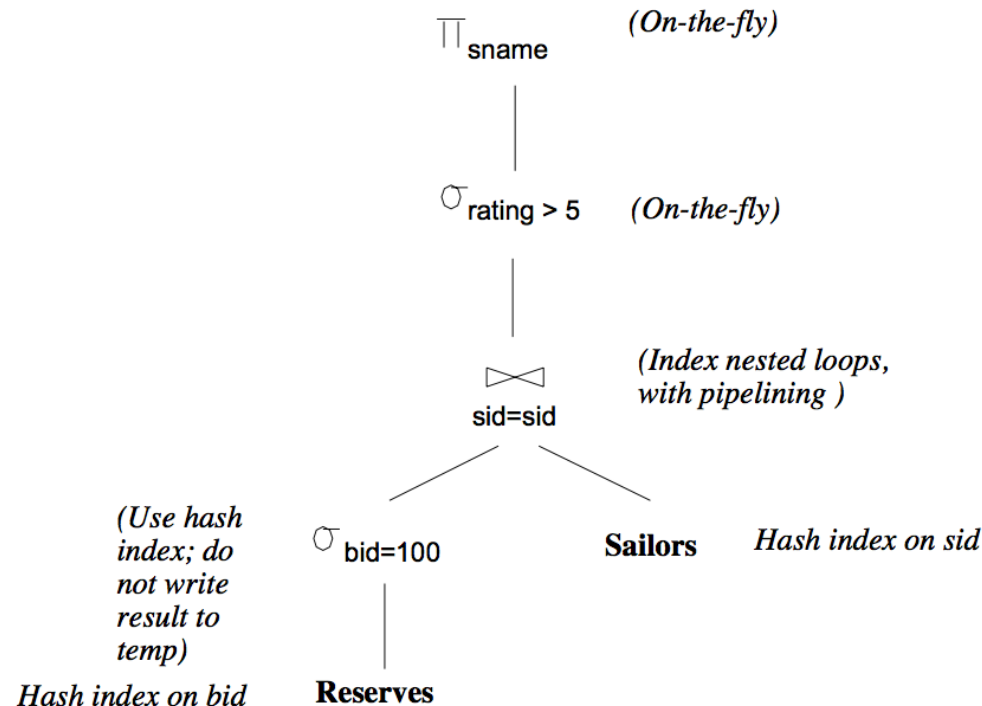 π sname (On-the-fly)
σ rating > 5 (On-the-fly)
(Index nested loops,
with pipelining )
⋈
sid=sid
(Use hash
index; do
not write
result to
temp)
σ bid=100
Sailors
Hash index on sid
Hash index on bid
Reserves